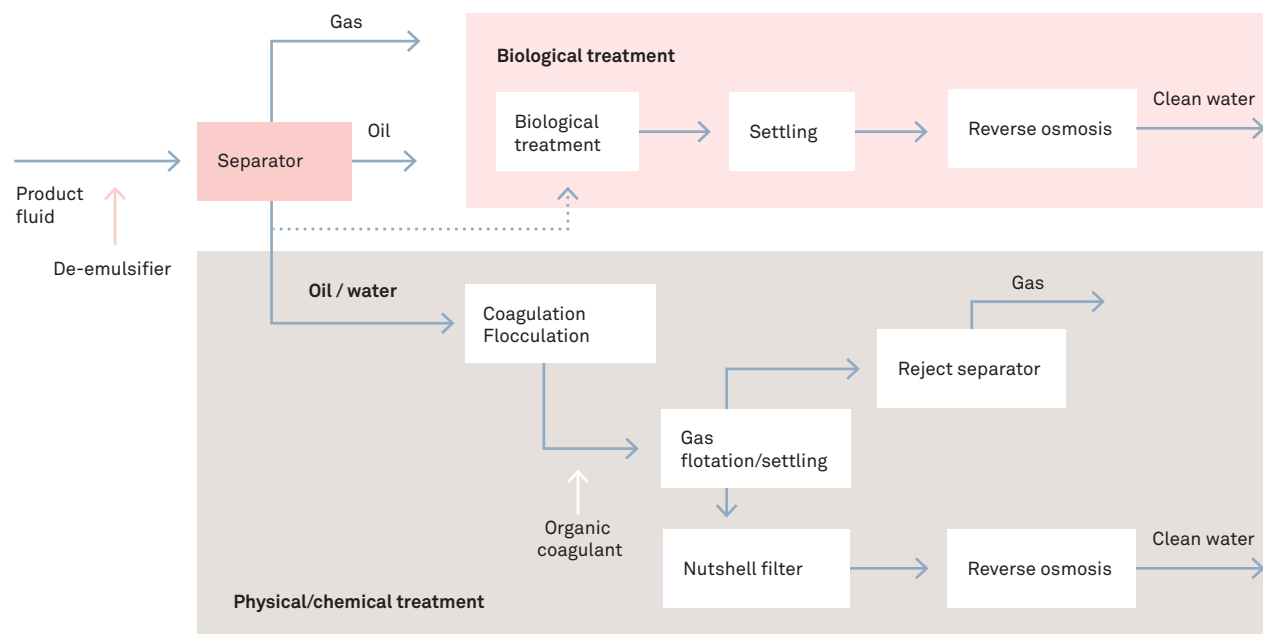 Gas
Biological treatment
Clean water
Biological
treatment
Settling
Reverse osmosis
Oil
Separator
Product
fluid
De-emulsifier
Oil / water
Gas
Coagulation
Flocculation
Reject separator
Gas
flotation/settling
Organic
coagulant
Clean water
Nutshell filter
Reverse osmosis
Physical/chemical treatment